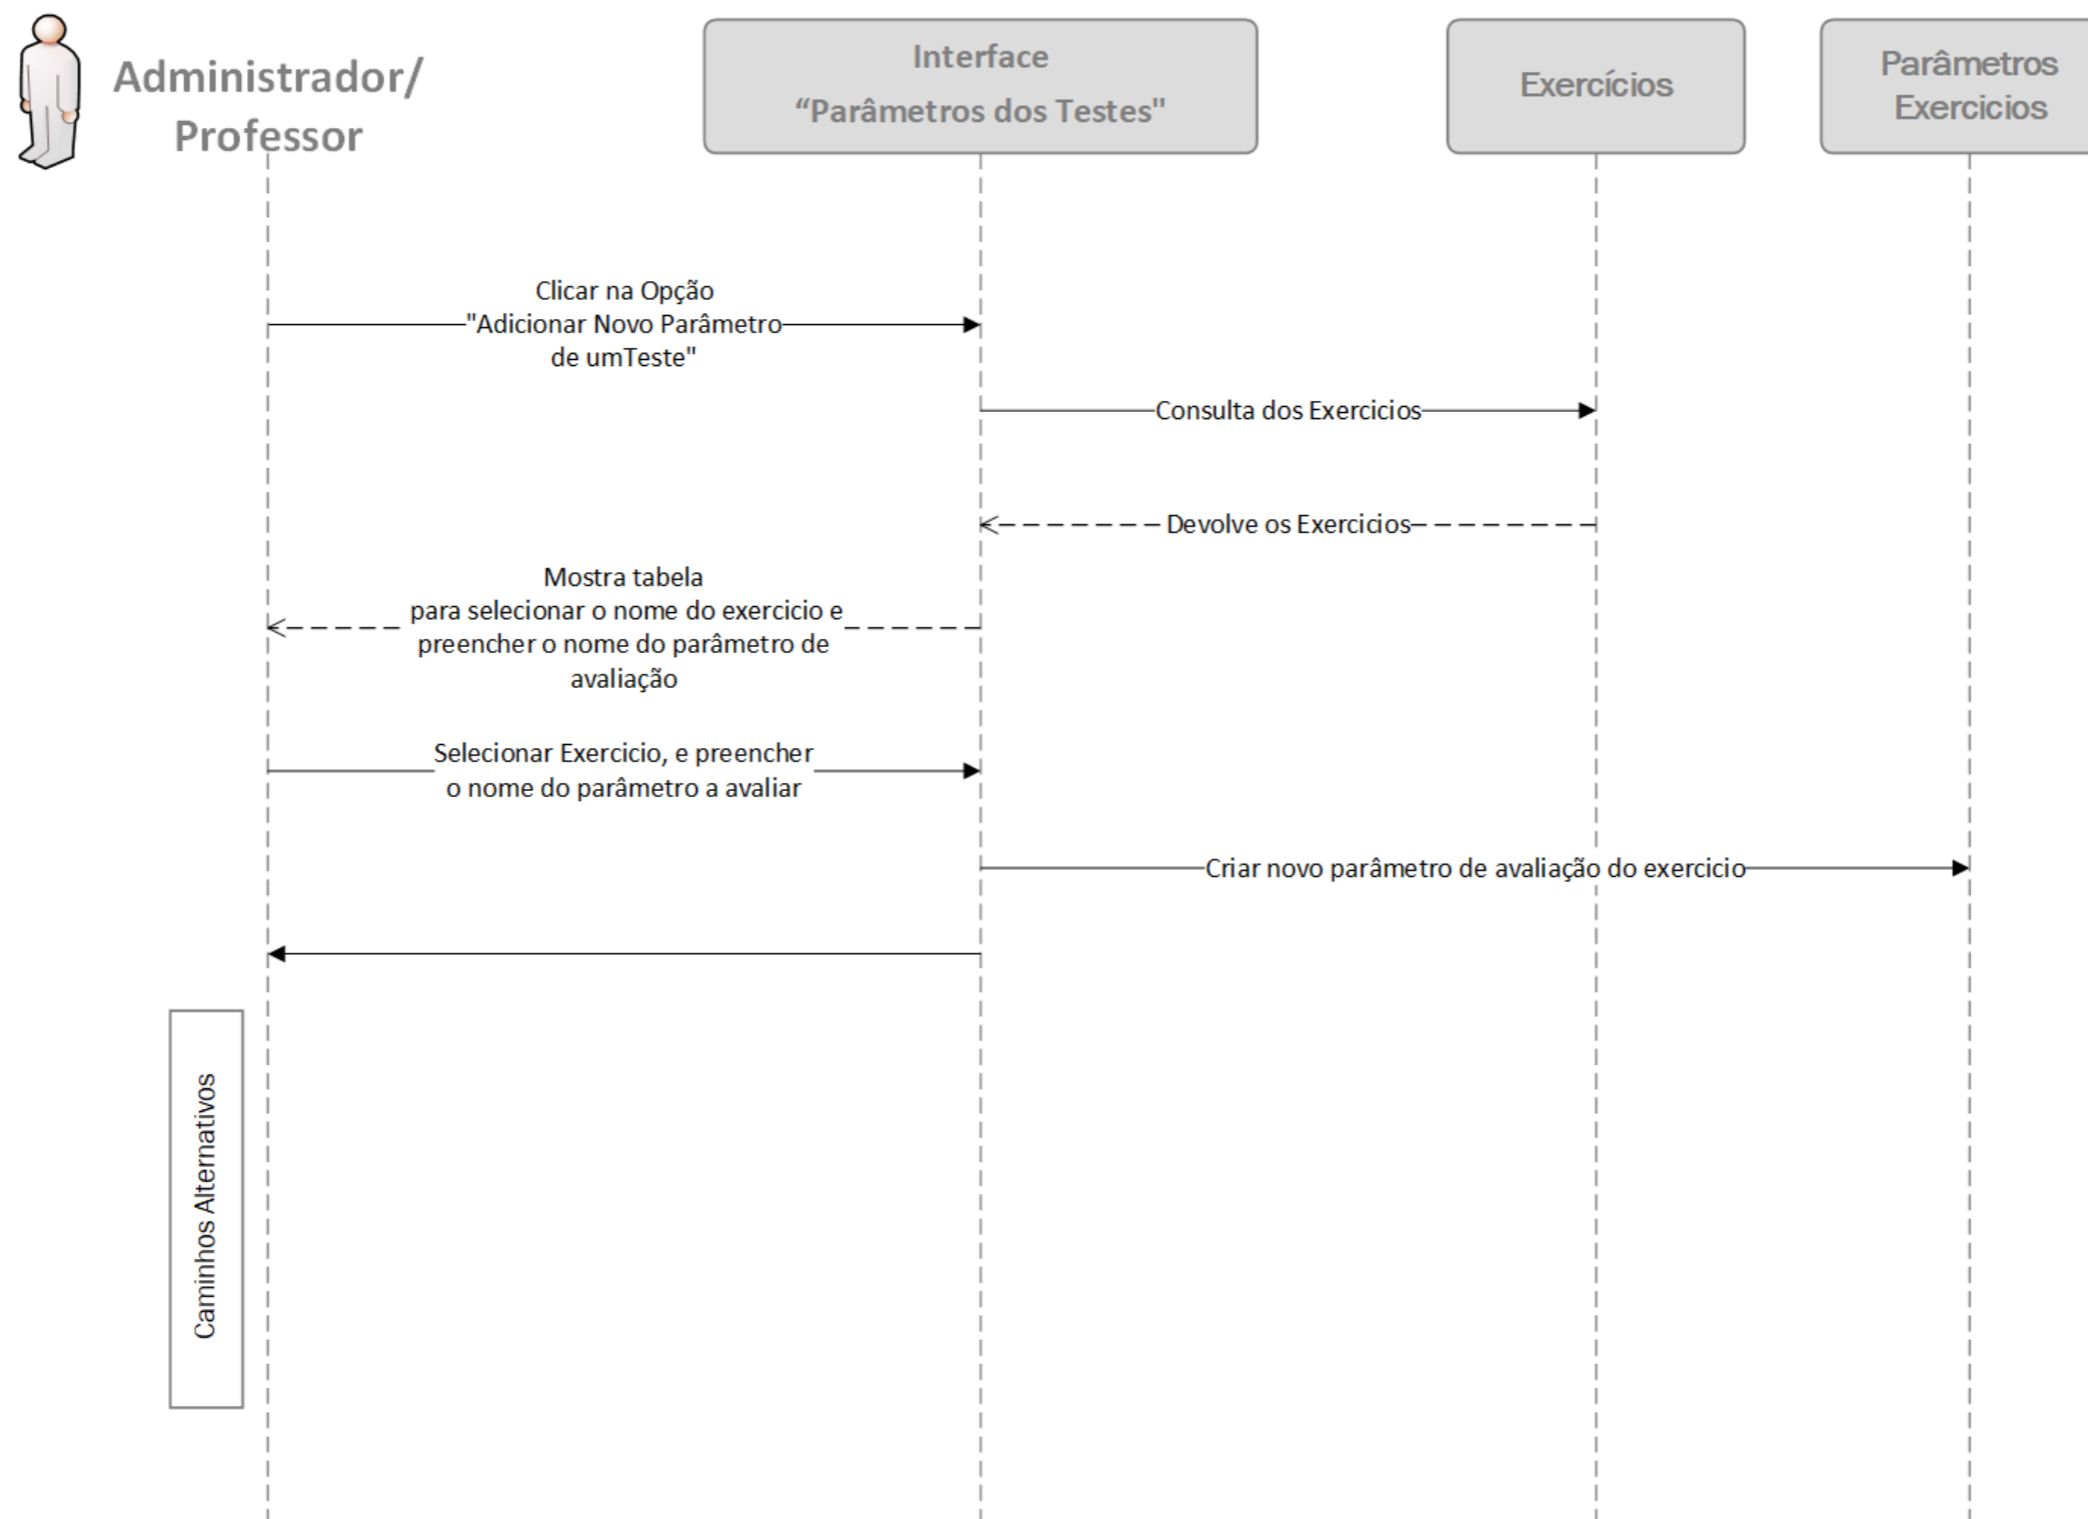 Administrador/
Professor
Interface
“Parâmetros dos Testes"
Exercícios
Parâmetros
Exercicios
Clicar na Opção
"Adicionar Novo Parâmetro
de umTeste"
Consulta dos Exercicios
Devolve os Exercicios
Mostra tabela
para selecionar o nome do exercicio e
preencher o nome do parâmetro de
avaliação
Selecionar Exercicio, e preencher
o nome do parâmetro a avaliar
Criar novo parâmetro de avaliação do exercicio
Caminhos Alternativos